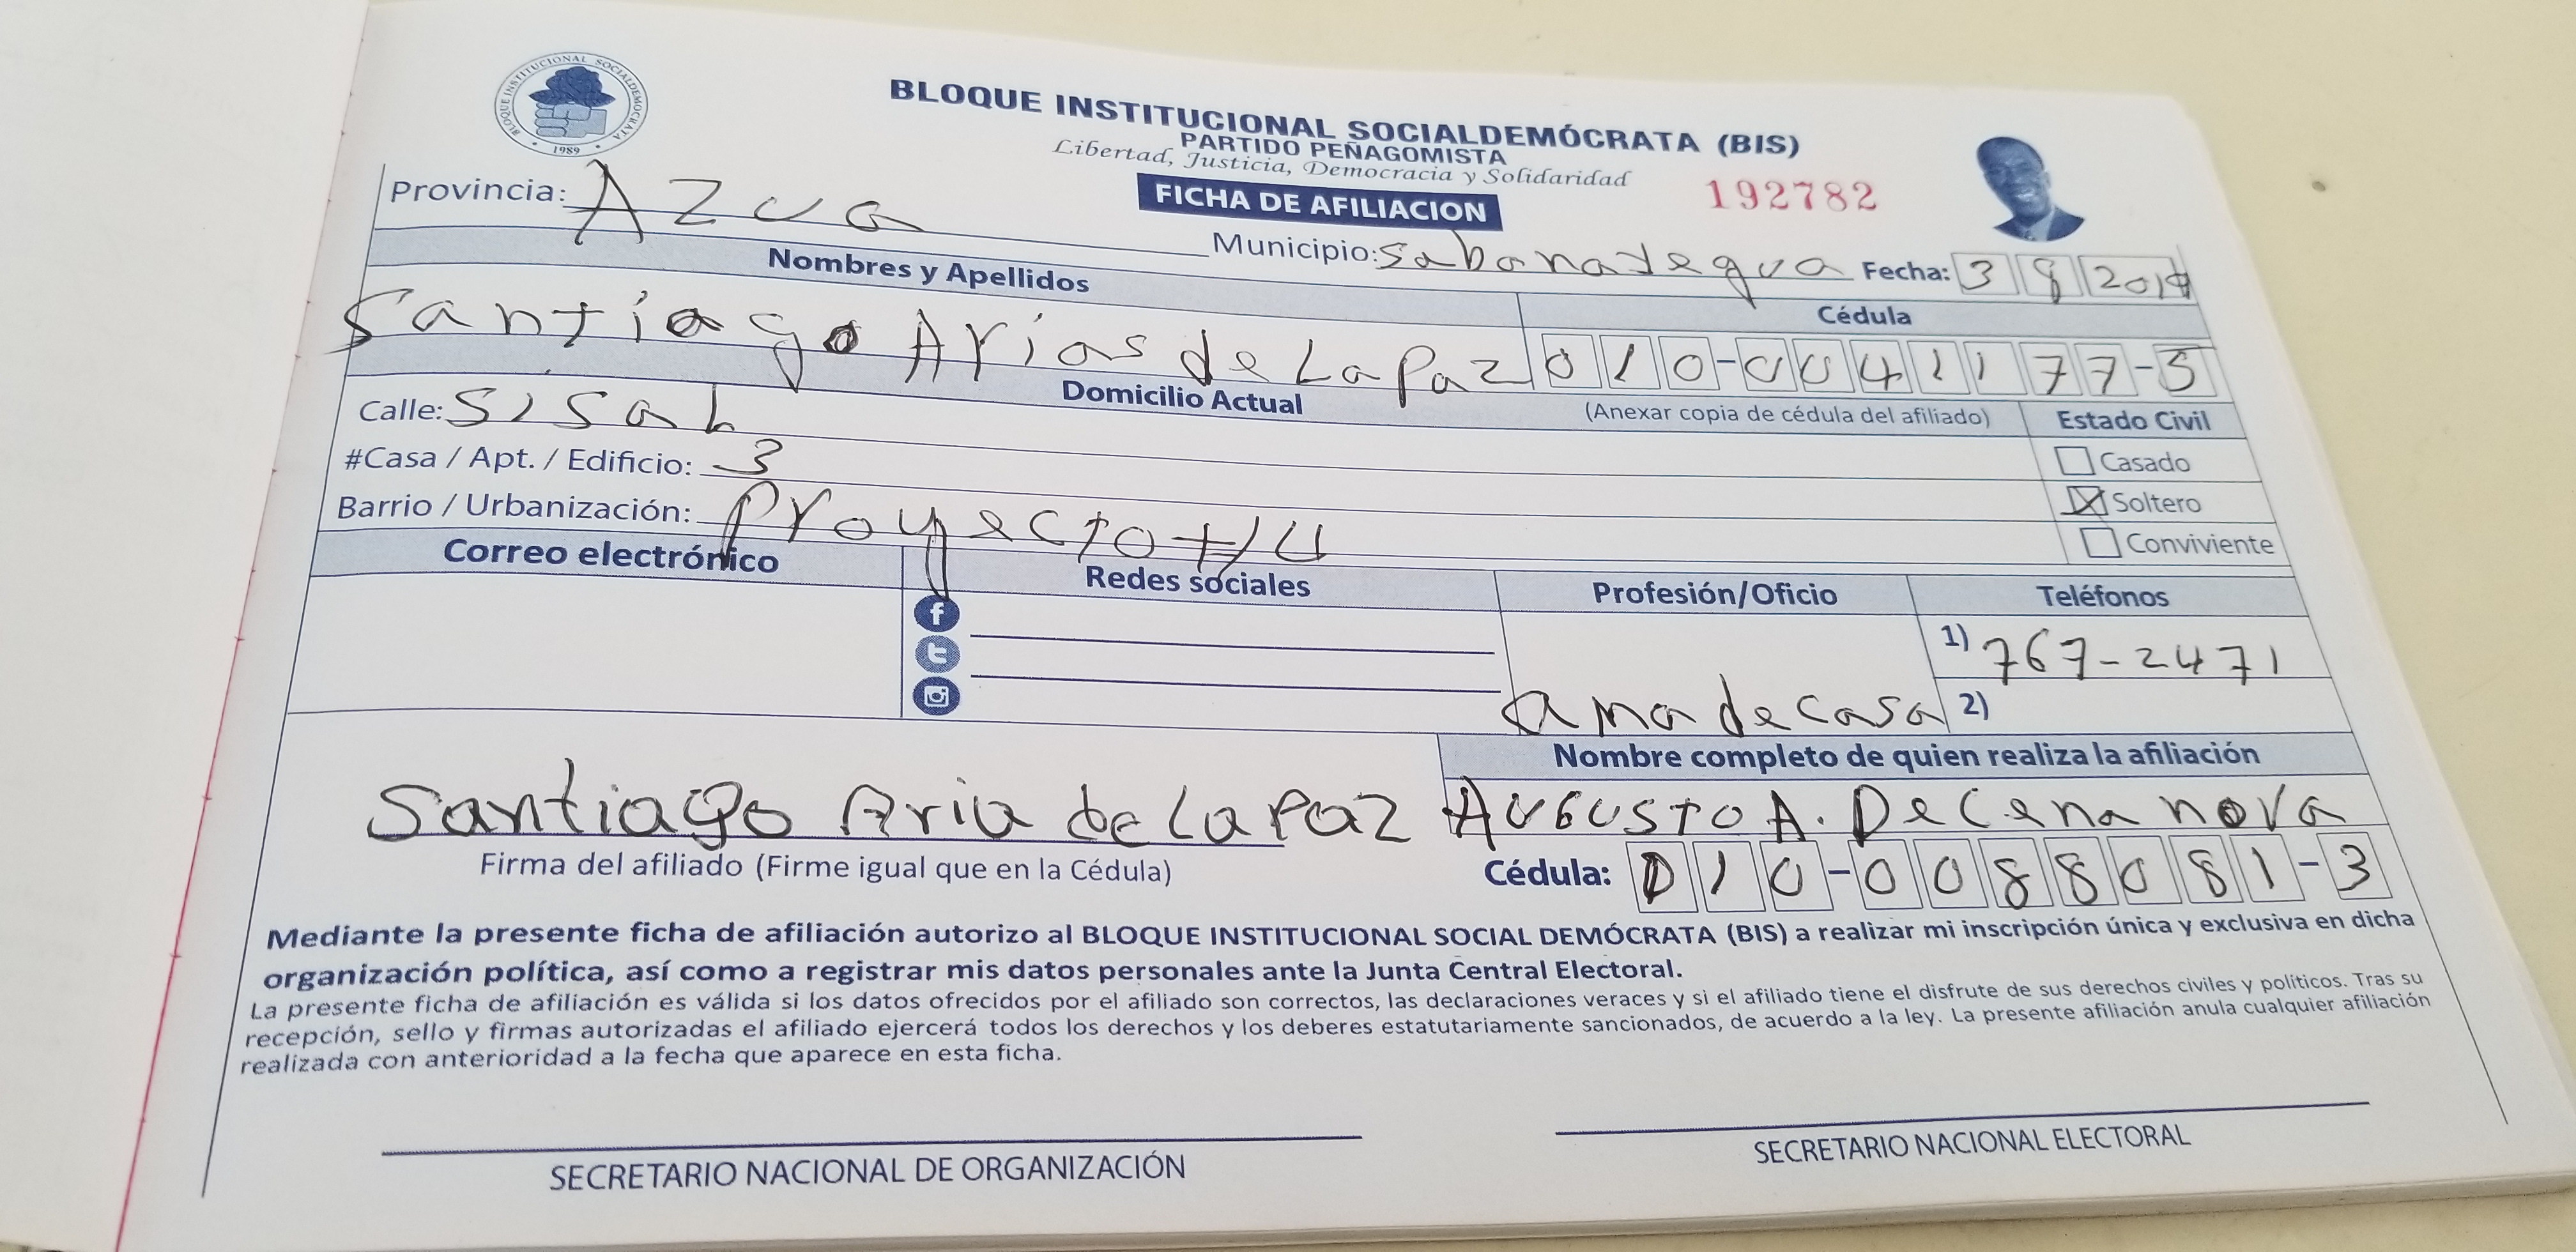 BLOQUE INSTITUCIONAL SOCIALDEMOCRATA
1989
BLOQUE INSTITUCIONAL SOCIALDEMÓCRATA (BIS)
PARTIDO PEÑAGOMISTA
Libertad, Justicia, Democracia y Solidaridad
FICHA DE AFILIACION
192782
Provincia: Azua
Municipio: sabanadegua Fecha: 3 8 2019
Nombres y Apellidos
Cédula
Santiago Arias de La Paz 010-0041177-5
Domicilio Actual
(Anexar copia de cédula del afiliado)
Estado Civil
Calle: Sisal
Casado
#Casa / Apt. / Edificio: 3
Soltero
Barrio / Urbanización: Proyecto
Conviviente
Correo electrónico
Redes sociales
Profesión/Oficio
Teléfonos
1) 767-2471
ama de casa
2)
Nombre completo de quien realiza la afiliación
Santiago Aria de La Paz
AUGUSTO A. Decena nova
Firma del afiliado (Firme igual que en la Cédula)
Cédula: 010-0088081-3
Mediante la presente ficha de afiliación autorizo al BLOQUE INSTITUCIONAL SOCIAL DEMÓCRATA (BIS) a realizar mi inscripción única y exclusiva en dicha
organización política, así como a registrar mis datos personales ante la Junta Central Electoral.
La presente ficha de afiliación es válida si los datos ofrecidos por el afiliado son correctos, las declaraciones veraces y si el afiliado tiene el disfrute de sus derechos civiles y políticos. Tras su
recepción, sello y firmas autorizadas el afiliado ejercerá todos los derechos y los deberes estatutariamente sancionados, de acuerdo a la ley. La presente afiliación anula cualquier afiliación
realizada con anterioridad a la fecha que aparece en esta ficha.
SECRETARIO NACIONAL DE ORGANIZACIÓN
SECRETARIO NACIONAL ELECTORAL